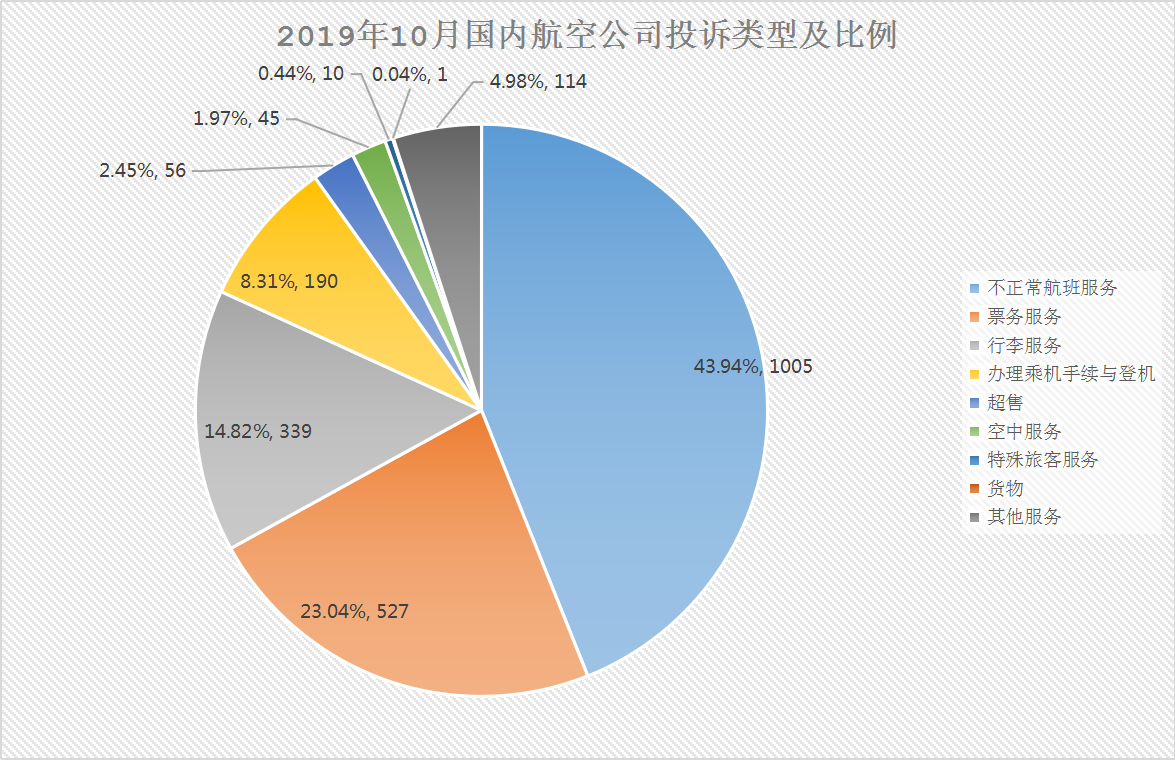 2019年10月国内航空公司投诉类型及比例
0.44%, 10
0.04%, 1
4.98%, 114
1.97%, 45
2.45%, 56
8.31%, 190
43.94%, 1005
14.82%, 339
23.04%, 527
不正常航班服务
票务服务
行李服务
办理乘机手续与登机
超售
空中服务
特殊旅客服务
货物
其他服务